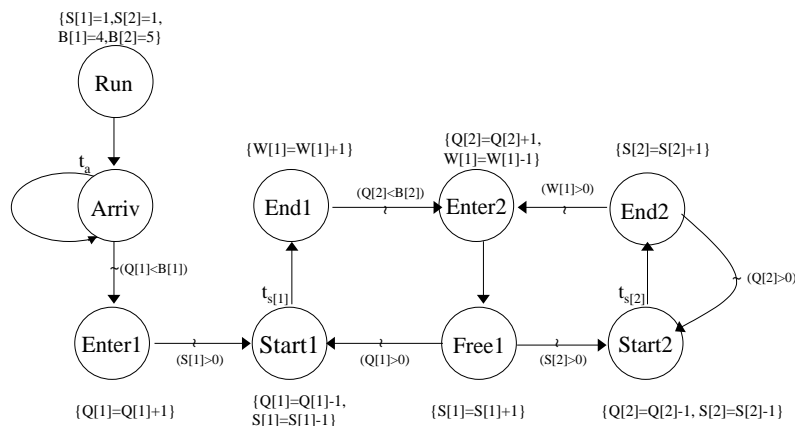 {S[1]=1,S[2]=1,
B[1]=4,B[2]=5}
Run
t_a
Arriv
~(Q[1]<B[1])
{W[1]=W[1]+1}
{Q[2]=Q[2]+1,
W[1]=W[1]-1}
{S[2]=S[2]+1}
End1
(Q[2]<B[2])
~
Enter2
(W[1]>0)
~
End2
~ (Q[2]>0)
t_s[1]
t_s[2]
Enter1
~
(S[1]>0)
Start1
~
(Q[1]>0)
Free1
~
(S[2]>0)
Start2
{Q[1]=Q[1]+1}
{Q[1]=Q[1]-1,
S[1]=S[1]-1}
{S[1]=S[1]+1}
{Q[2]=Q[2]-1, S[2]=S[2]-1}